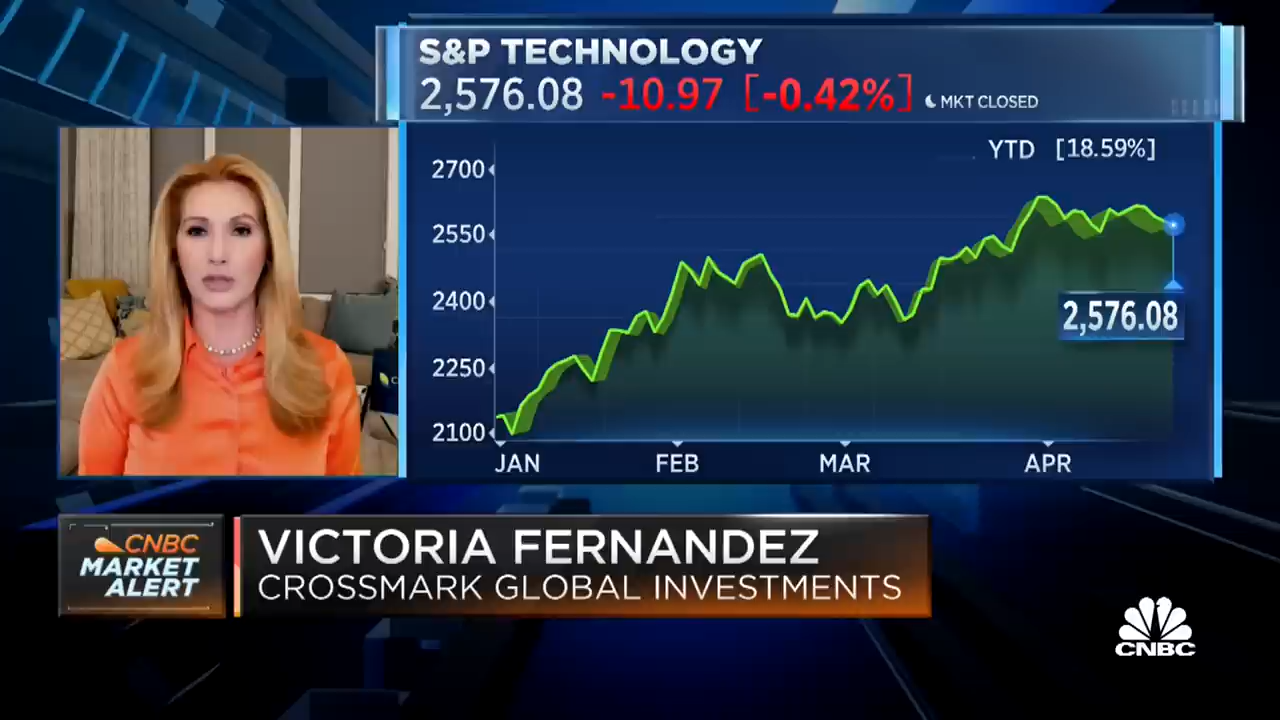 S&P TECHNOLOGY
2,576.08 -10.97 [-0.42%] MKT CLOSED
YTD [18.59%]
2700
2550
2400
2250
2100
2,576.08
JAN FEB MAR APR
CNBC
MARKET
ALERT
VICTORIA FERNANDEZ
CROSSMARK GLOBAL INVESTMENTS
CNBC